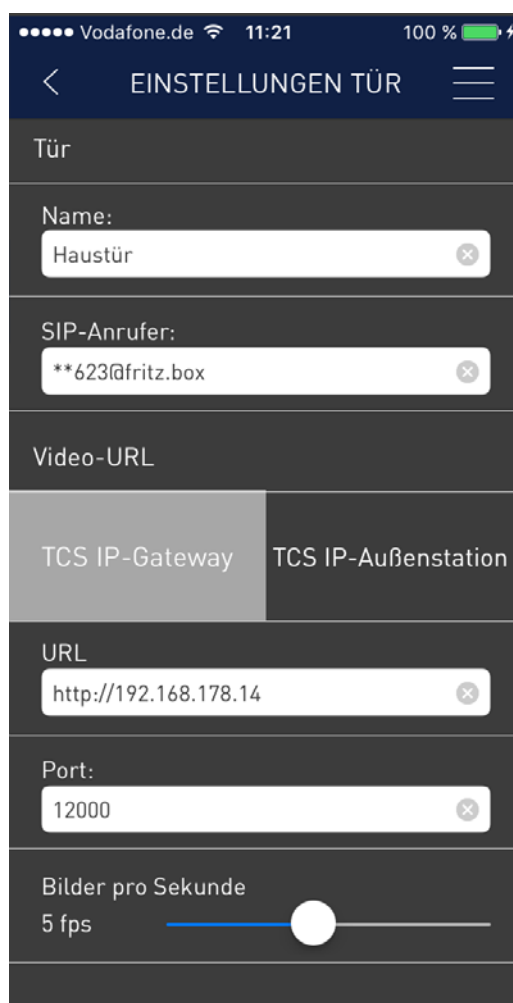 Vodafone.de 11:21 100 %
EINSTELLUNGEN TÜR
Tür
Name:
Haustür
SIP-Anrufer:
**623@fritz.box
Video-URL
TCS IP-Gateway TCS IP-Außenstation
URL
http://192.168.178.14
Port:
12000
Bilder pro Sekunde
5 fps